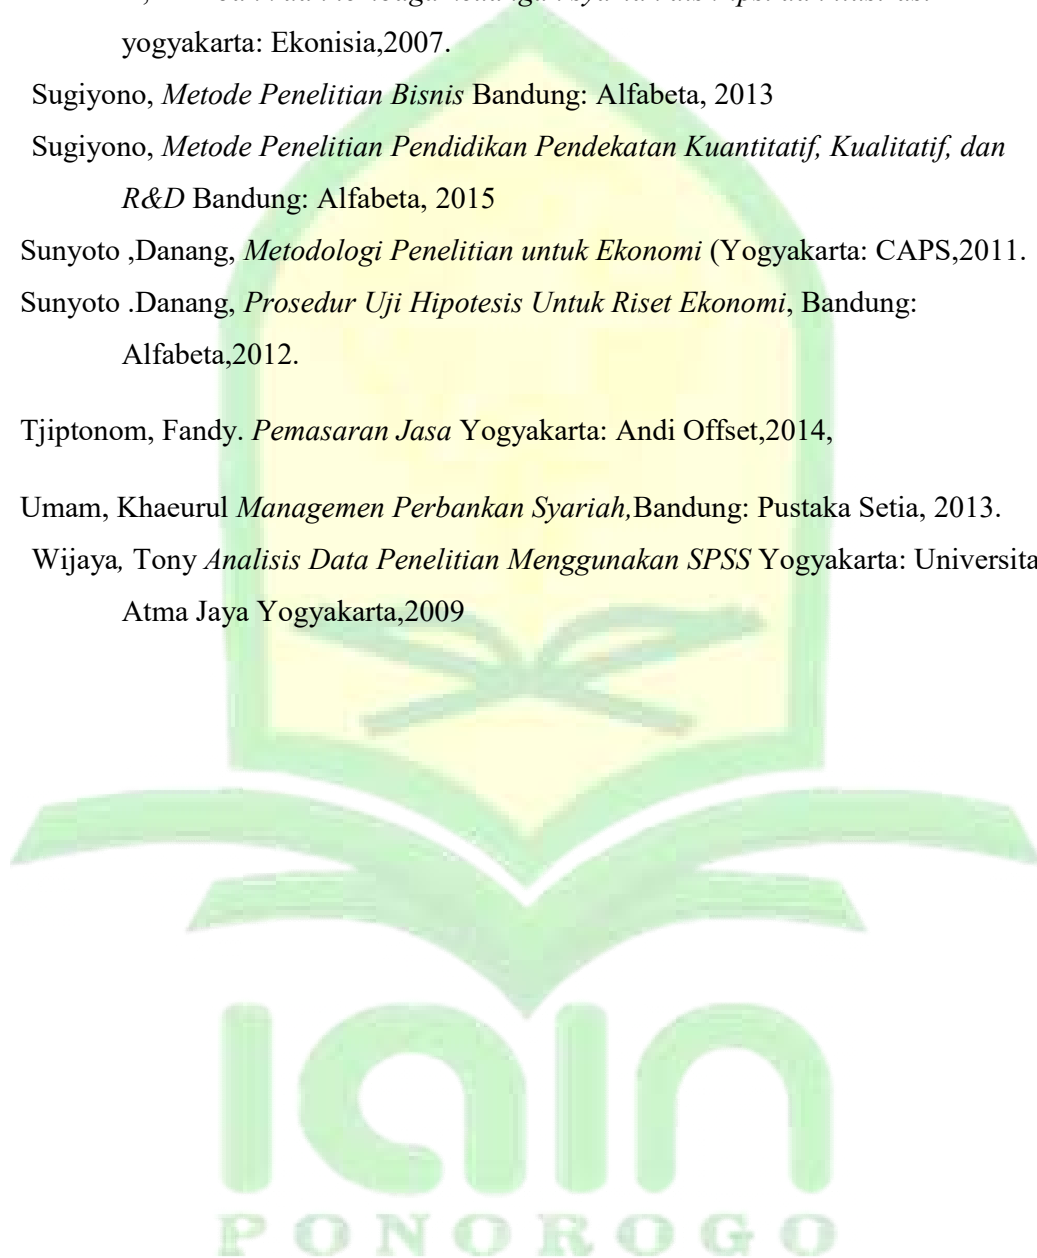 yogyakarta: Ekonisia,2007.
Sugiyono, Metode Penelitian Bisnis Bandung: Alfabeta, 2013
Sugiyono, Metode Penelitian Pendidikan Pendekatan Kuantitatif, Kualitatif, dan
R&D Bandung: Alfabeta, 2015
Sunyoto ,Danang, Metodologi Penelitian untuk Ekonomi (Yogyakarta: CAPS,2011.
Sunyoto .Danang, Prosedur Uji Hipotesis Untuk Riset Ekonomi, Bandung:
Alfabeta,2012.
Tjiptonom, Fandy. Pemasaran Jasa Yogyakarta: Andi Offset,2014,
Umam, Khaeurul Managemen Perbankan Syariah,Bandung: Pustaka Setia, 2013.
Wijaya, Tony Analisis Data Penelitian Menggunakan SPSS Yogyakarta: Universita
Atma Jaya Yogyakarta,2009
iain
PONOROGO